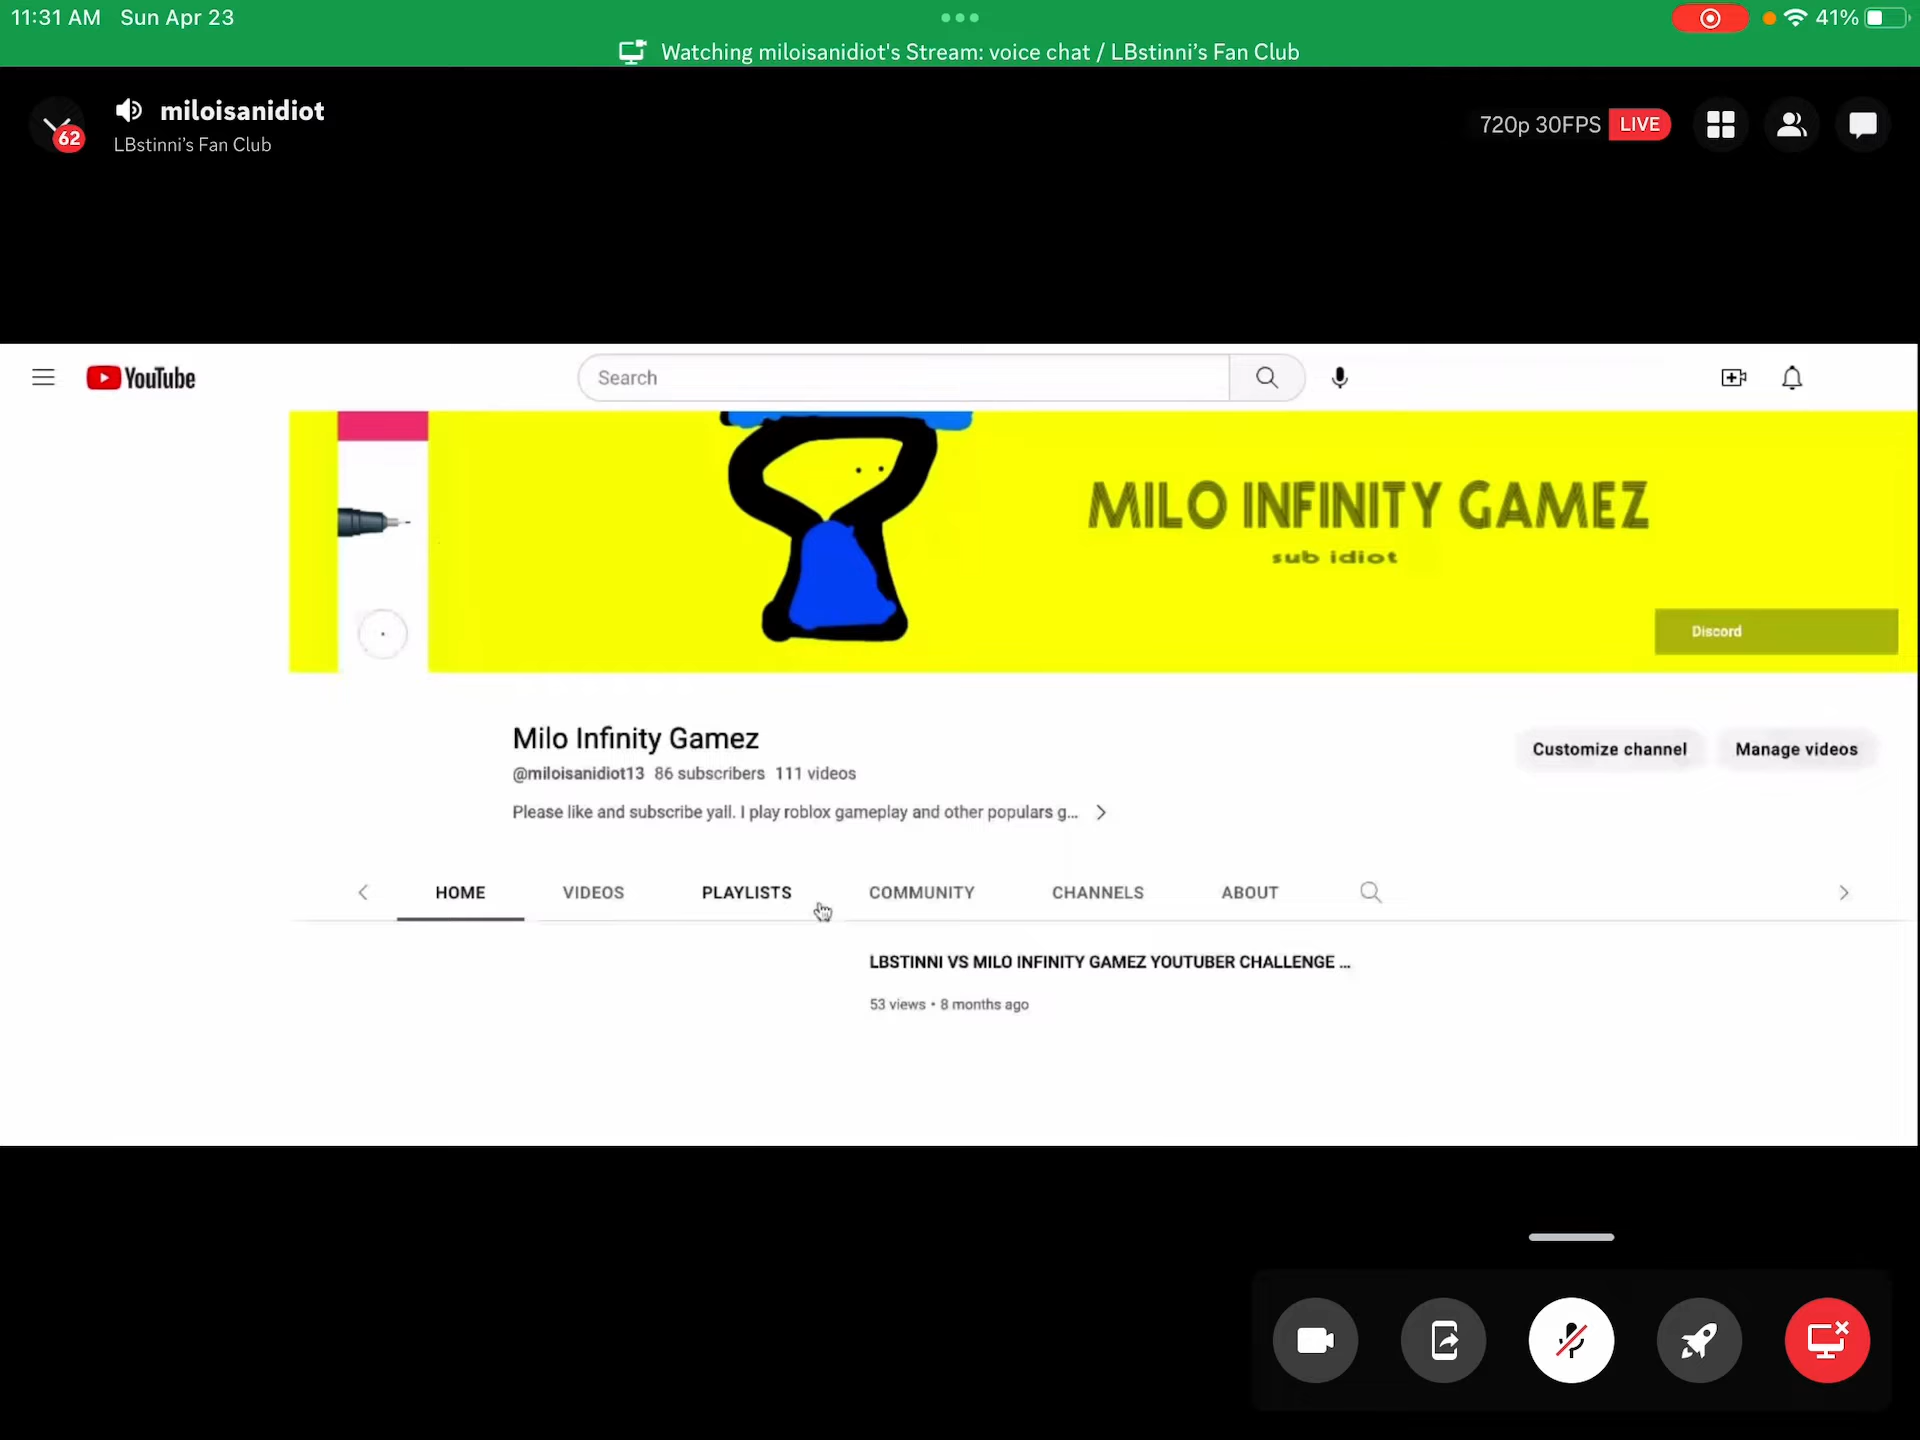 11:31 AM Sun Apr 23
41%
Watching miloisanidiot's Stream: voice chat / LBstinni’s Fan Club
62
miloisanidiot
LBstinni’s Fan Club
720p 30FPS LIVE
YouTube
Search
MILO INFINITY GAMEZ
sub idiot
Discord
Milo Infinity Gamez
@miloisanidiot13 86 subscribers 111 videos
Please like and subscribe yall. I play roblox gameplay and other populars g...
Customize channel
Manage videos
HOME VIDEOS PLAYLISTS COMMUNITY CHANNELS ABOUT
LBSTINNI VS MILO INFINITY GAMEZ YOUTUBER CHALLENGE ...
53 views • 8 months ago